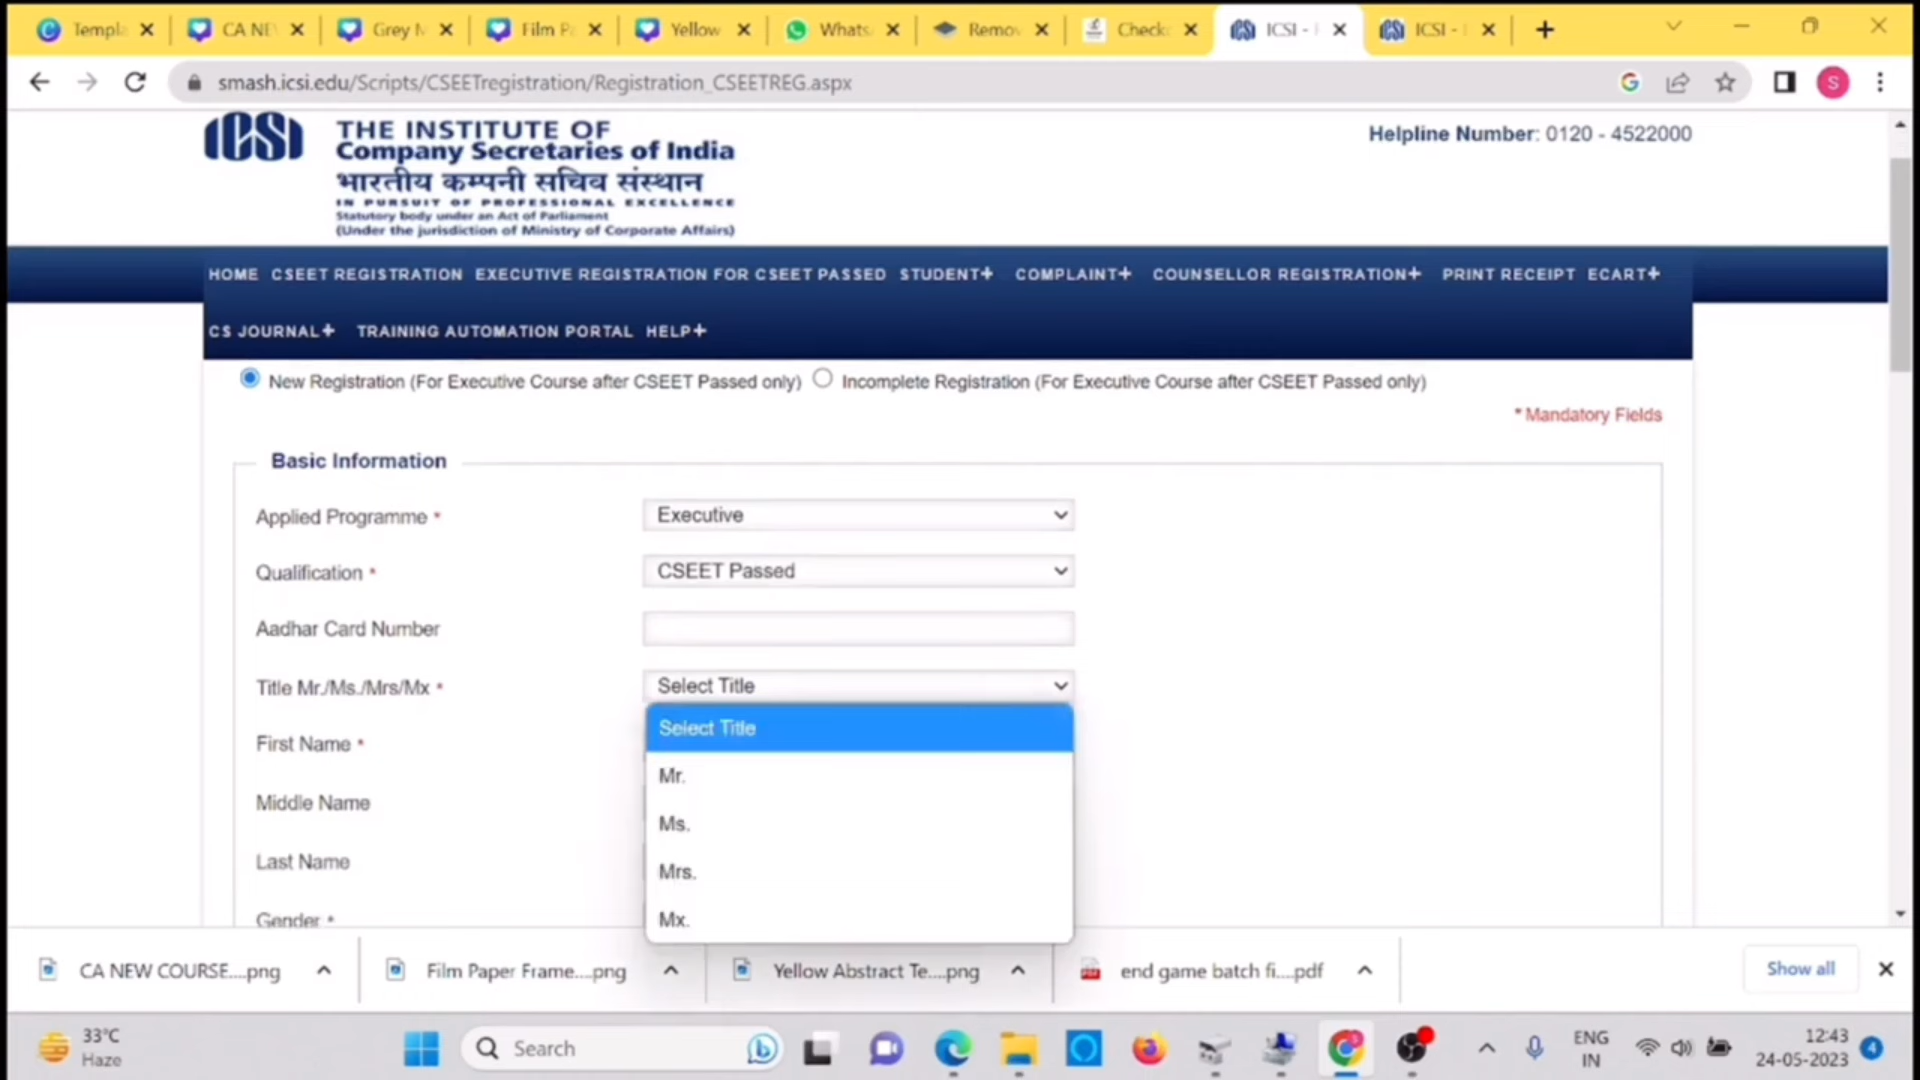 Templ
CA NE
Grey M
Film Pa
Yellow
Whats
Remov
Check
ICSI -
ICSI -
smash.icsi.edu/Scripts/CSEETregistration/Registration_CSEETREG.aspx
S
ICSI
THE INSTITUTE OF
Company Secretaries of India
भारतीय कम्पनी सचिव संस्थान
IN PURSUIT OF PROFESSIONAL EXCELLENCE
Statutory body under an Act of Parliament
(Under the jurisdiction of Ministry of Corporate Affairs)
Helpline Number: 0120 - 4522000
HOME CSEET REGISTRATION EXECUTIVE REGISTRATION FOR CSEET PASSED STUDENT+ COMPLAINT+ COUNSELLOR REGISTRATION+ PRINT RECEIPT ECART+
CS JOURNAL+ TRAINING AUTOMATION PORTAL HELP+
New Registration (For Executive Course after CSEET Passed only) Incomplete Registration (For Executive Course after CSEET Passed only)
* Mandatory Fields
Basic Information
Applied Programme * Executive
Qualification * CSEET Passed
Aadhar Card Number
Title Mr./Ms./Mrs/Mx * Select Title
Select Title
First Name *
Mr.
Middle Name
Ms.
Last Name
Mrs.
Gender *
Mx.
CA NEW COURSE....png
Film Paper Frame....png
Yellow Abstract Te....png
end game batch fi....pdf
Show all
33°C
Haze
Search
ENG
IN
12:43
24-05-2023
4